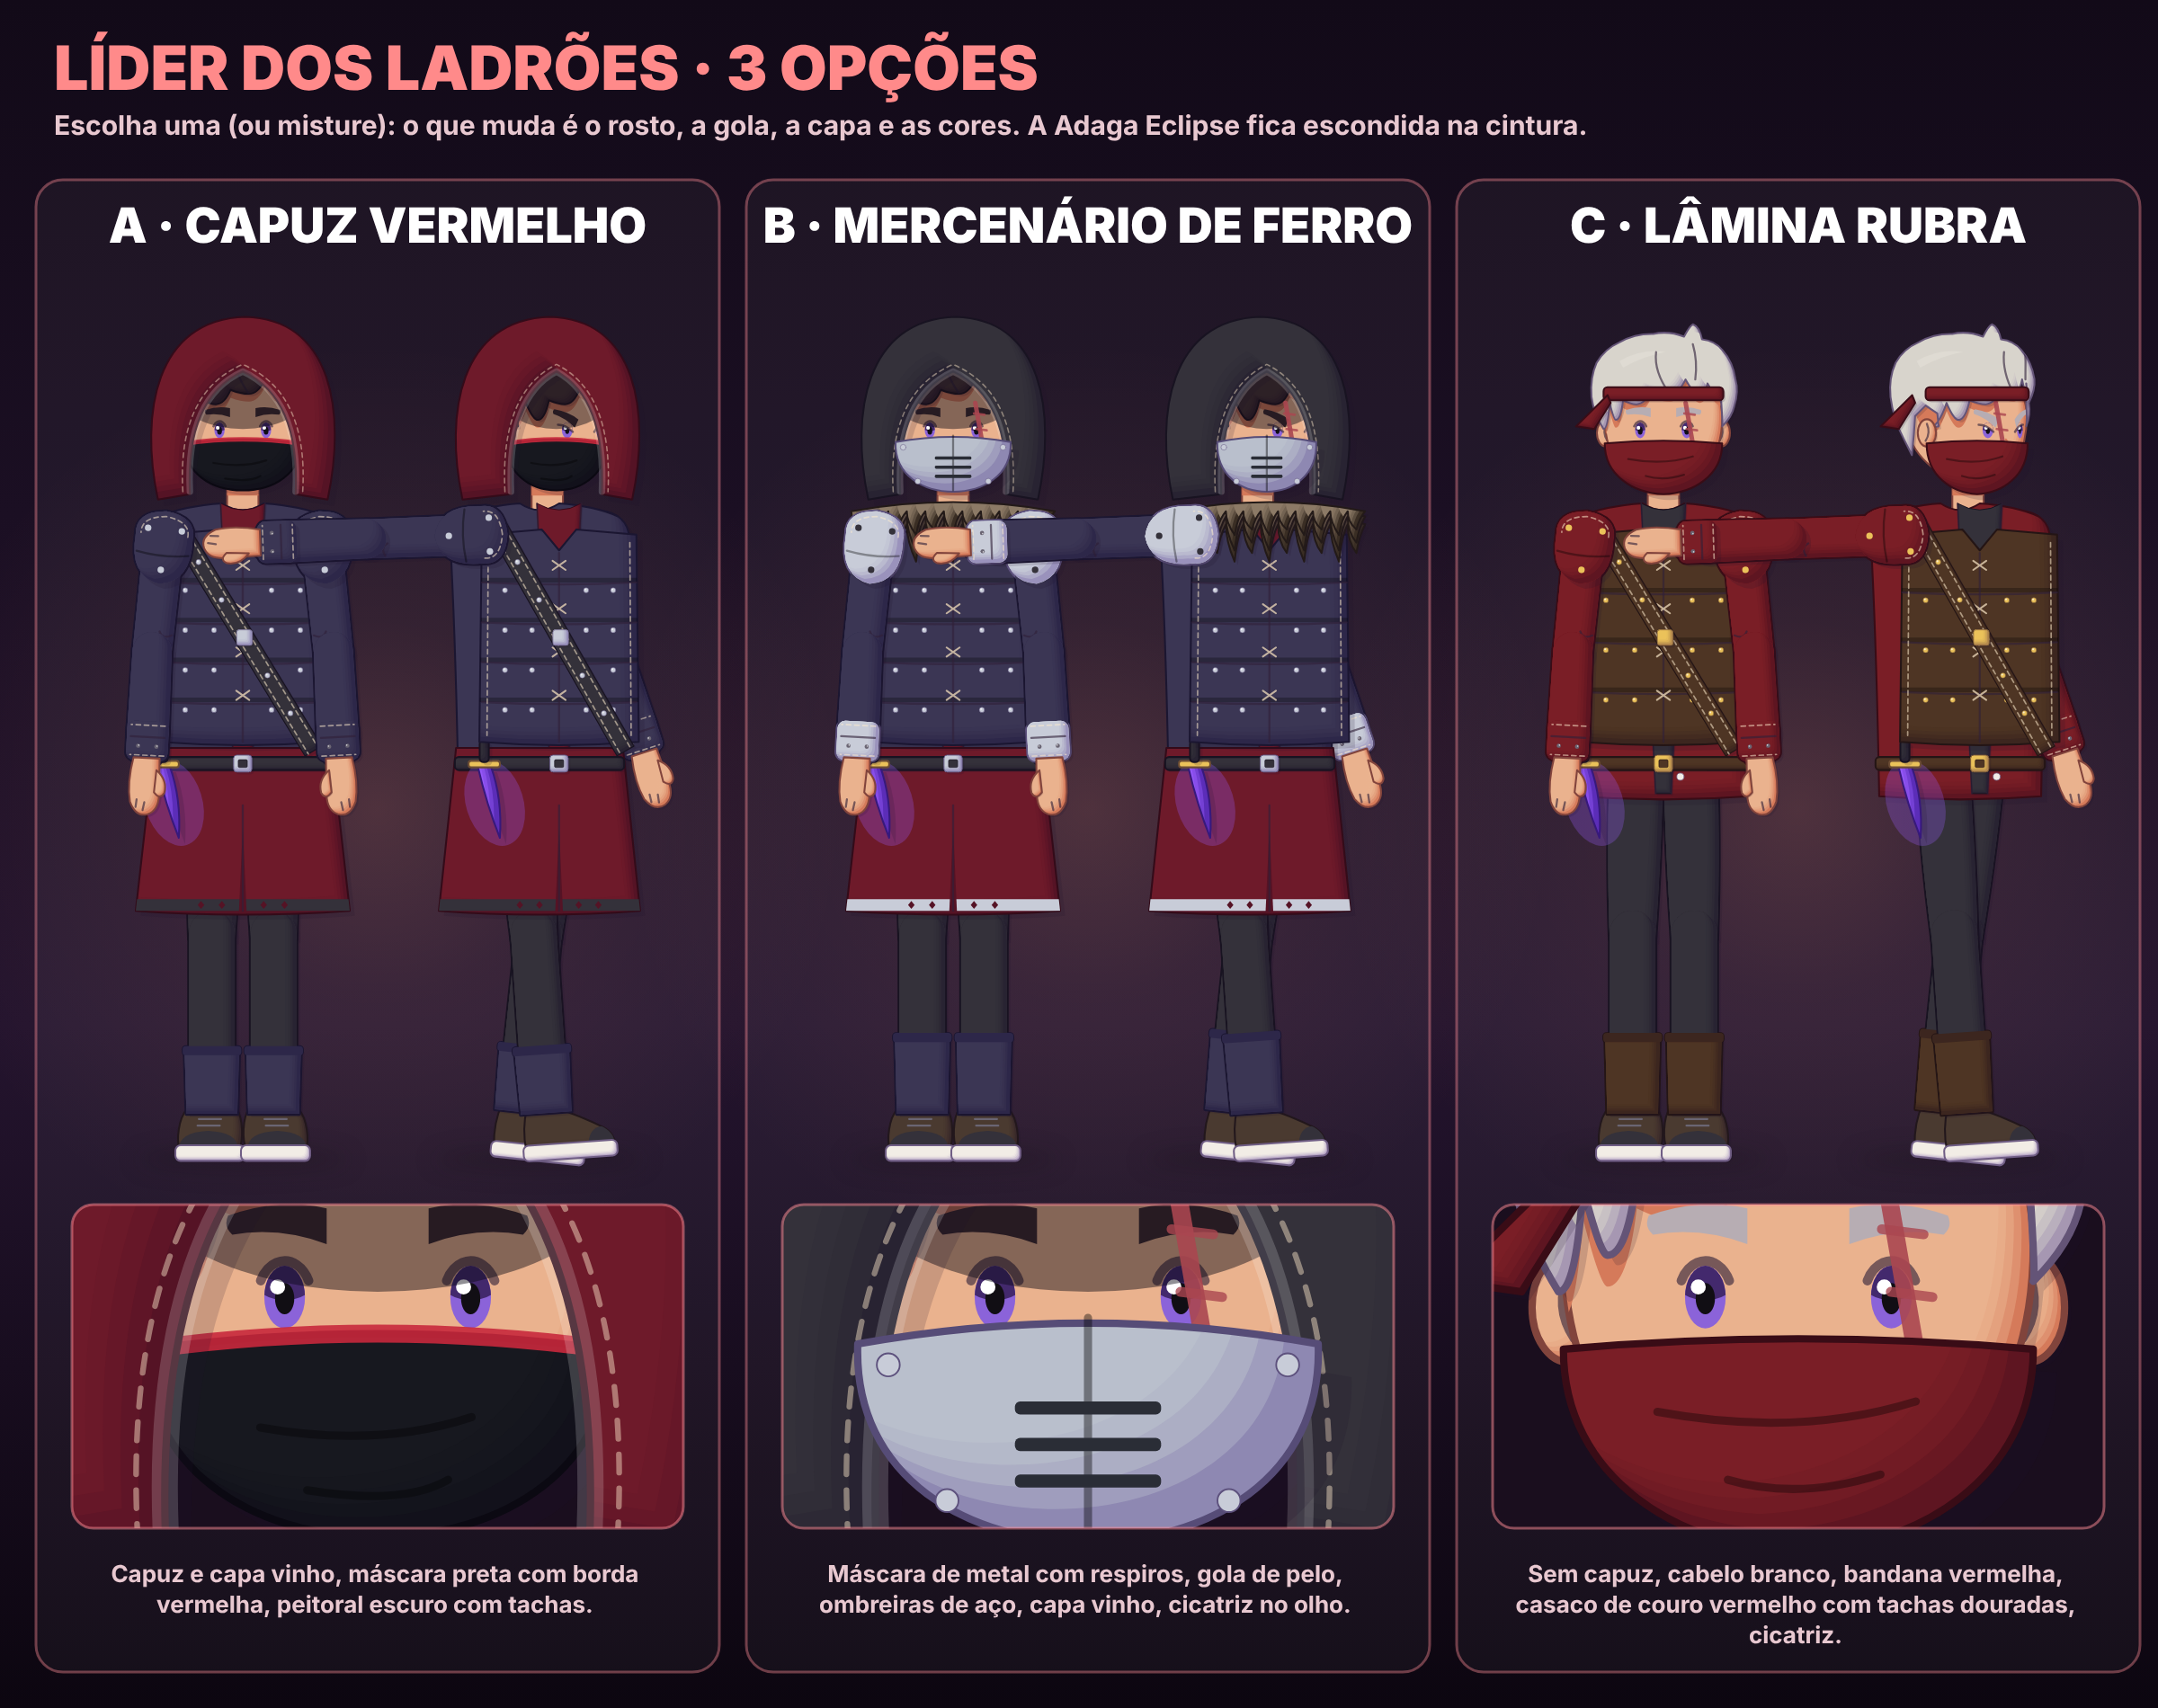 LÍDER DOS LADRÕES · 3 OPÇÕES
Escolha uma (ou misture): o que muda é o rosto, a gola, a capa e as cores. A Adaga Eclipse fica escondida na cintura.
A · CAPUZ VERMELHO
B · MERCENÁRIO DE FERRO
C · LÂMINA RUBRA
Capuz e capa vinho, máscara preta com borda
vermelha, peitoral escuro com tachas.
Máscara de metal com respiros, gola de pelo,
ombreiras de aço, capa vinho, cicatriz no olho.
Sem capuz, cabelo branco, bandana vermelha,
casaco de couro vermelho com tachas douradas,
cicatriz.